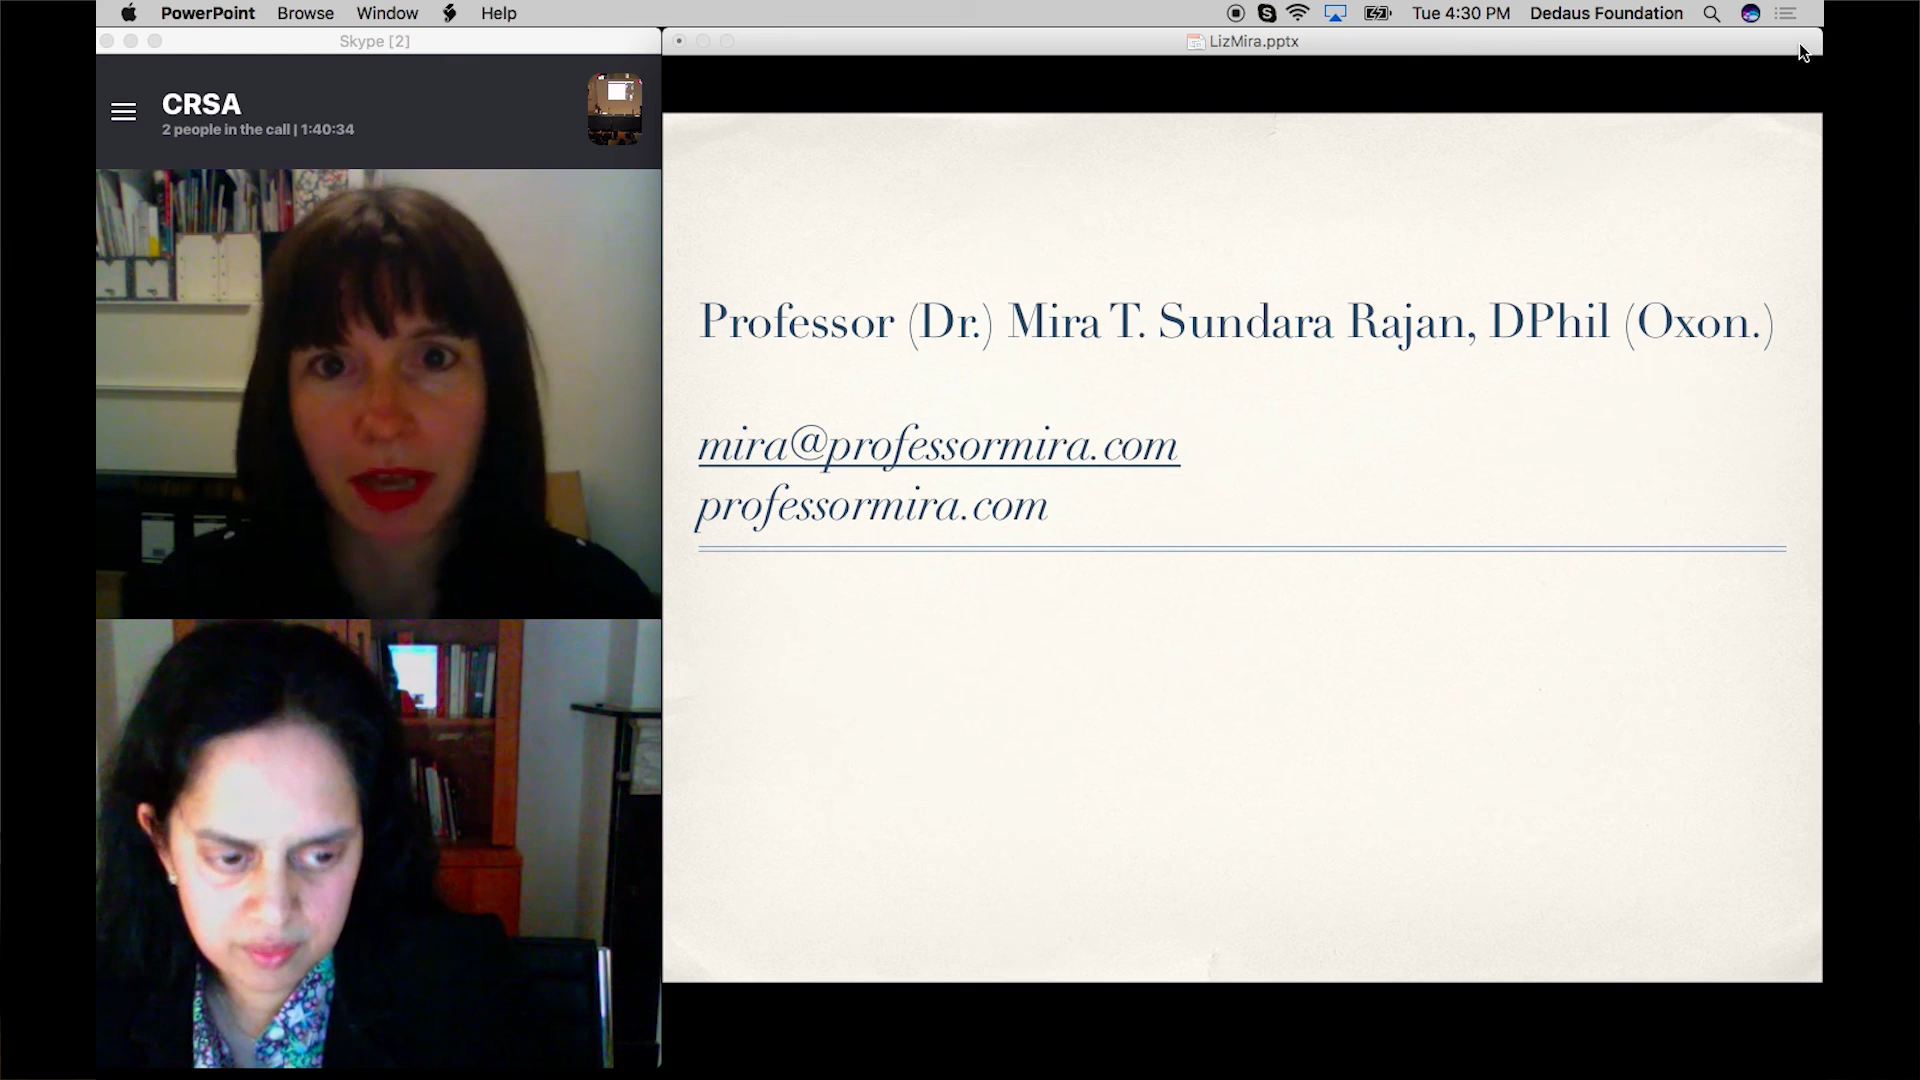 PowerPoint Browse Window Help Tue 4:30 PM Dedaus Foundation
Skype [2]
LizMira.pptx
CRSA
2 people in the call | 1:40:34
Professor (Dr.) Mira T. Sundara Rajan, DPhil (Oxon.)
mira@professormira.com
professormira.com